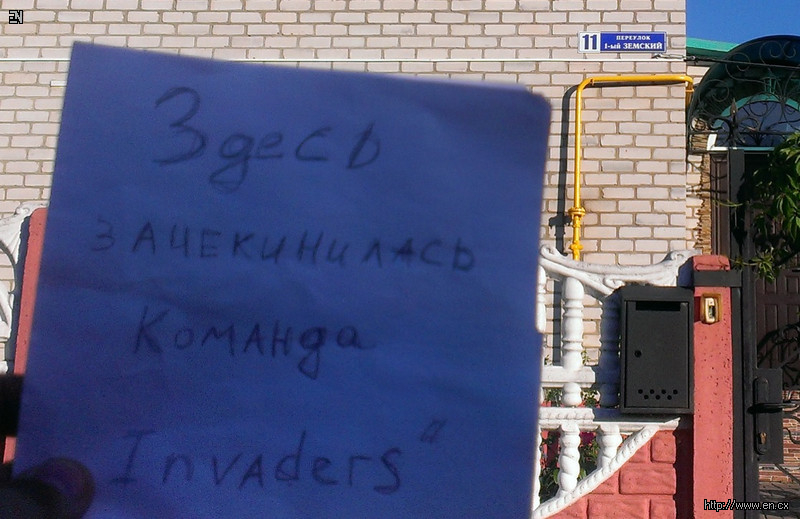 EN
11 ПЕРЕУЛОК
1-ый ЗЕМСКИЙ
Здесь
ЗАЧЕКИНИЛАСЬ
Команда
Invaders"
http://www.en.cx